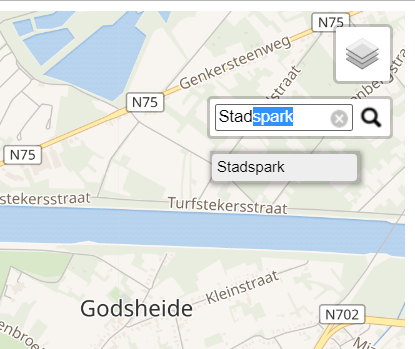 N75
Genkersteenweg
N75
Stadspark
N75
Stadspark
stekersstraat
Turfstekersstraat
Kleinstraat
Godsheide
N702